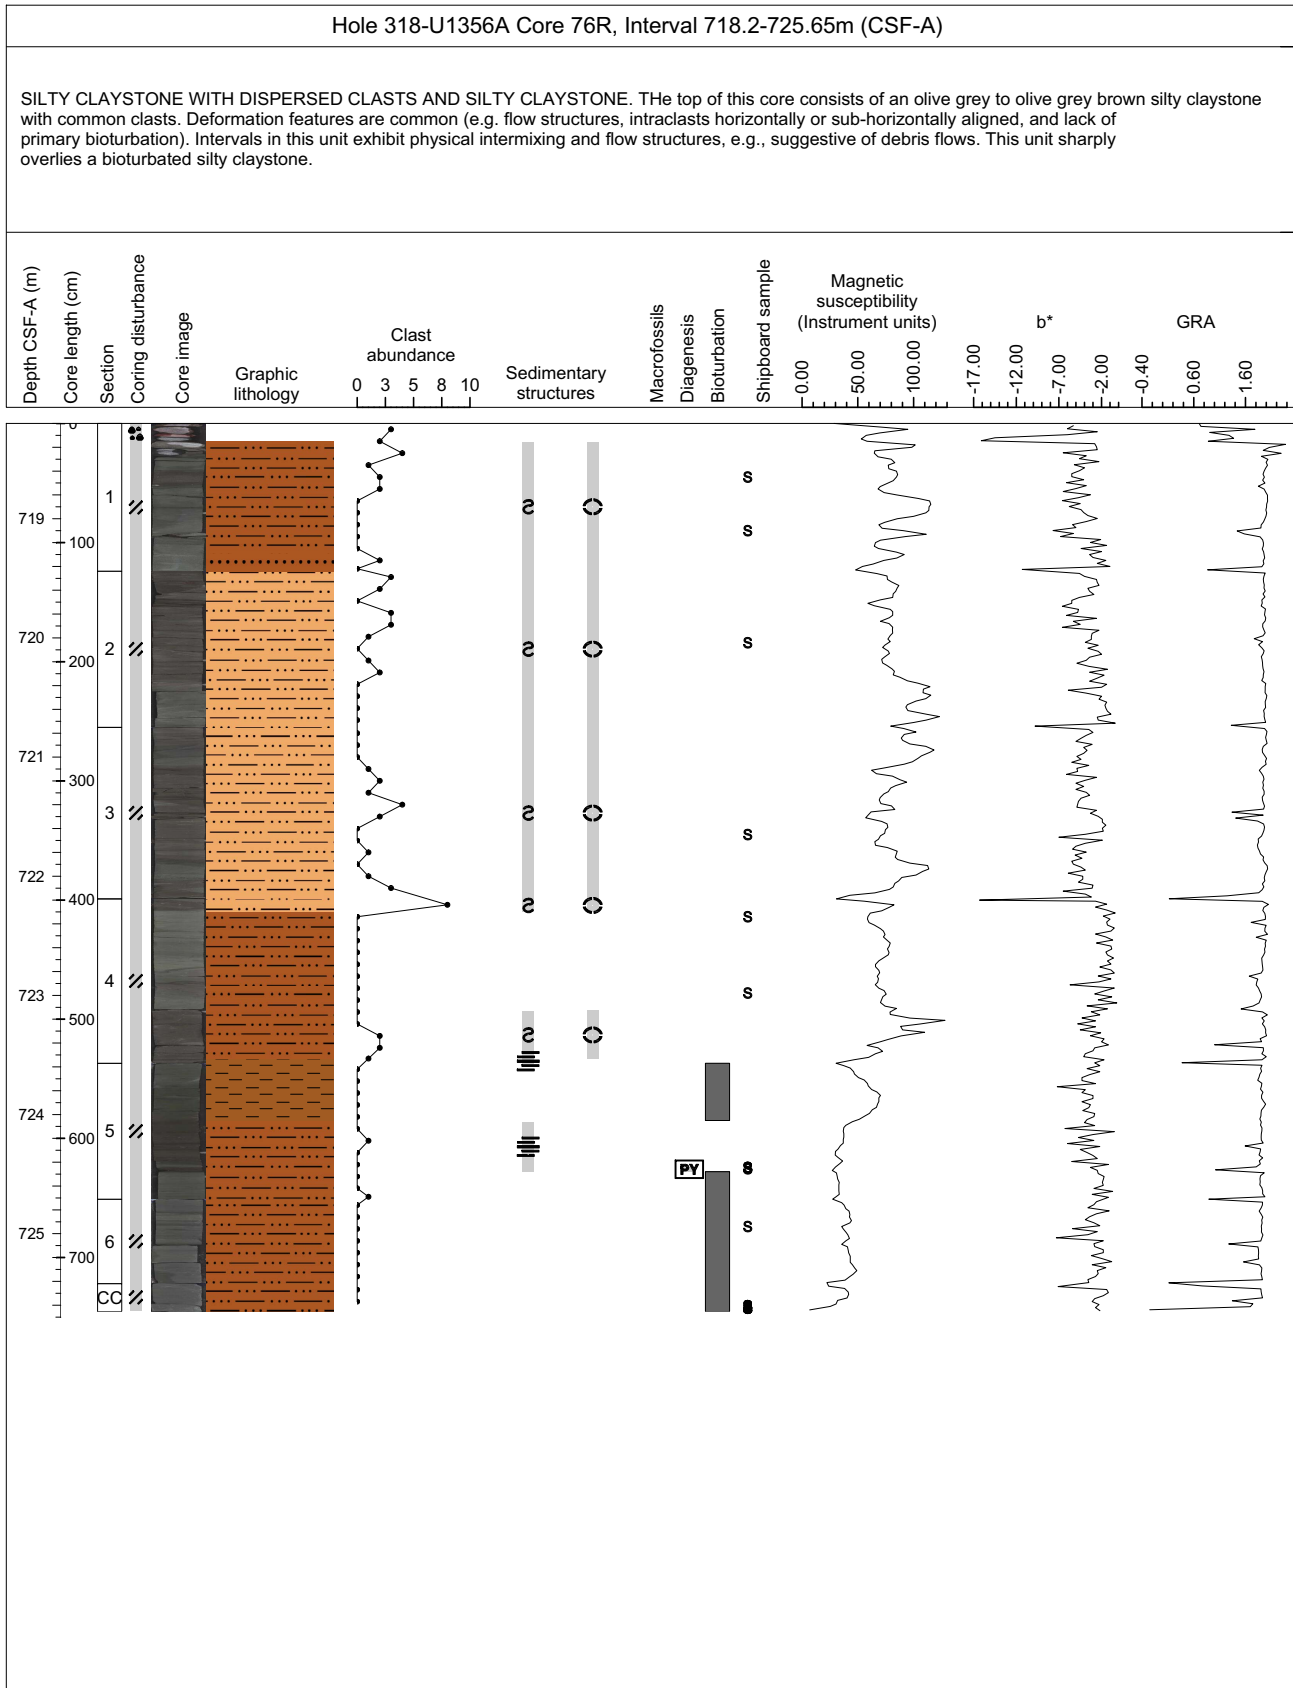 Hole 318-U1356A Core 76R, Interval 718.2-725.65m (CSF-A)
SILTY CLAYSTONE WITH DISPERSED CLASTS AND SILTY CLAYSTONE. THe top of this core consists of an olive grey to olive grey brown silty claystone
with common clasts. Deformation features are common (e.g. flow structures, intraclasts horizontally or sub-horizontally aligned, and lack of
primary bioturbation). Intervals in this unit exhibit physical intermixing and flow structures, e.g., suggestive of debris flows. This unit sharply
overlies a bioturbated silty claystone.
Depth CSF-A (m)
Core length (cm)
Section
Coring disturbance
Core image
Graphic
lithology
Clast
abundance
0 3 5 8 10
Sedimentary
structures
Macrofossils
Diagenesis
Bioturbation
Shipboard sample
Magnetic
susceptibility
(Instrument units)
0.00 50.00 100.00
b*
-17.00 -12.00 -7.00 -2.00
GRA
-0.40 0.60 1.60
0
S
1
719
S
100
720
2
S
200
721
300
3
S
722
400
S
4
723
S
500
724
5
600
PY
S
S
725
6
700
CC
S